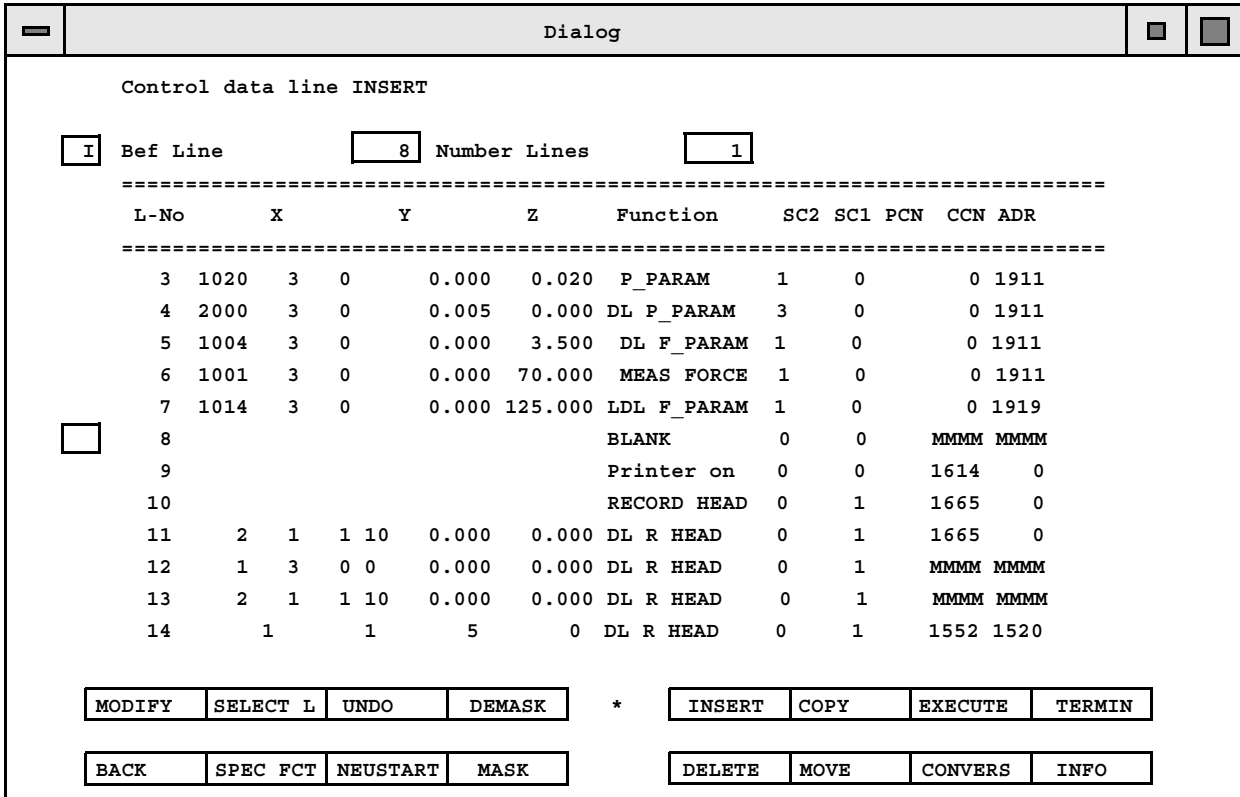 Dialog
Control data line INSERT
I Bef Line 8 Number Lines 1
=============================================================================
L-No X Y Z Function SC2 SC1 PCN CCN ADR
=============================================================================
3 1020 3 0 0.000 0.020 P_PARAM 1 0 0 1911
4 2000 3 0 0.005 0.000 DL P_PARAM 3 0 0 1911
5 1004 3 0 0.000 3.500 DL F_PARAM 1 0 0 1911
6 1001 3 0 0.000 70.000 MEAS FORCE 1 0 0 1911
7 1014 3 0 0.000 125.000 LDL F_PARAM 1 0 0 1919
8 BLANK 0 0 MMMM MMMM
9 Printer on 0 0 1614 0
10 RECORD HEAD 0 1 1665 0
11 2 1 1 10 0.000 0.000 DL R HEAD 0 1 1665 0
12 1 3 0 0 0.000 0.000 DL R HEAD 0 1 MMMM MMMM
13 2 1 1 10 0.000 0.000 DL R HEAD 0 1 MMMM MMMM
14 1 1 5 0 DL R HEAD 0 1 1552 1520
MODIFY SELECT L UNDO DEMASK * INSERT COPY EXECUTE TERMIN
BACK SPEC FCT NEUSTART MASK DELETE MOVE CONVERS INFO